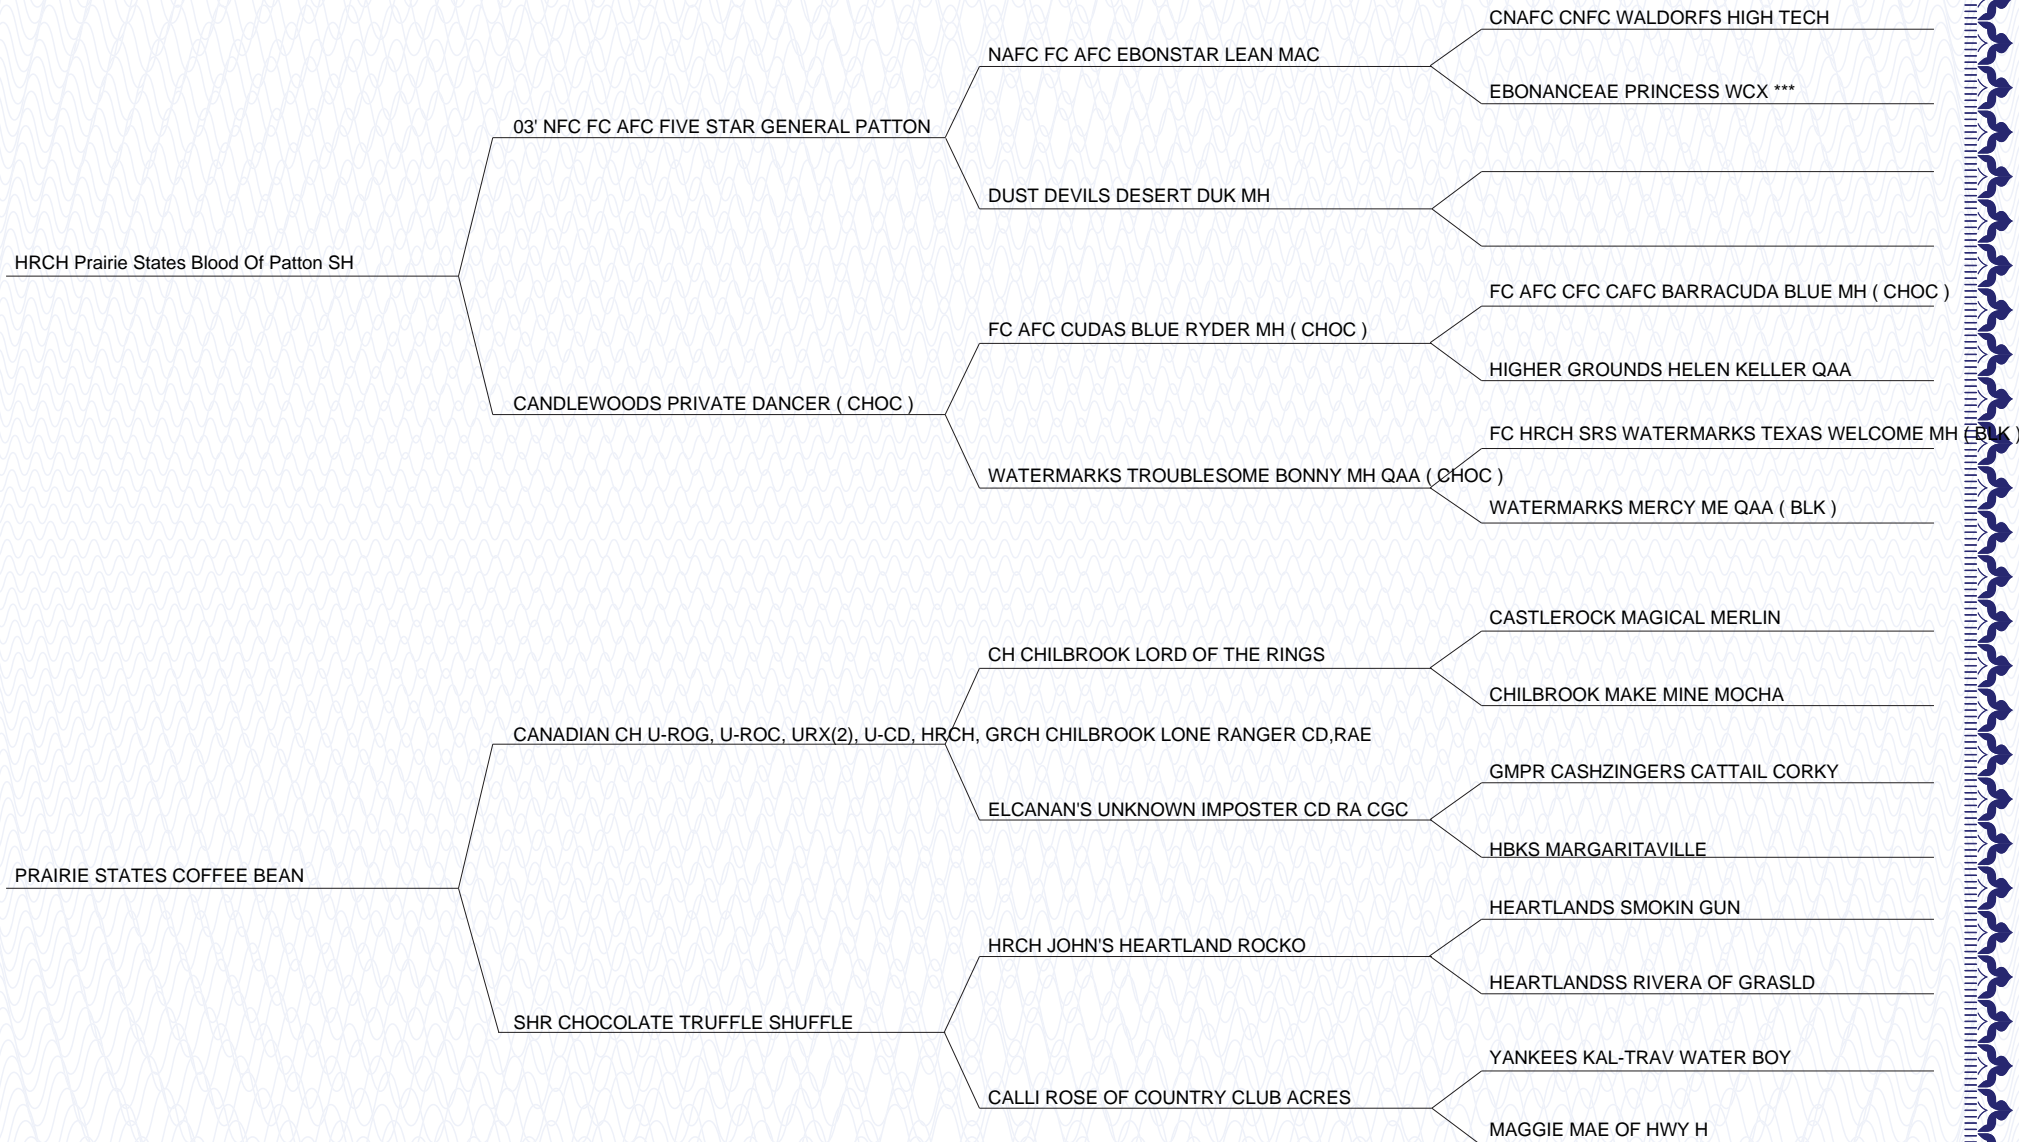 CNAFC CNFC WALDORFS HIGH TECH
NAFC FC AFC EBONSTAR LEAN MAC
EBONANCEAE PRINCESS WCX ***
03' NFC FC AFC FIVE STAR GENERAL PATTON
DUST DEVILS DESERT DUK MH
HRCH Prairie States Blood Of Patton SH
FC AFC CFC CAFC BARRACUDA BLUE MH ( CHOC )
FC AFC CUDAS BLUE RYDER MH ( CHOC )
HIGHER GROUNDS HELEN KELLER QAA
CANDLEWOODS PRIVATE DANCER ( CHOC )
FC HRCH SRS WATERMARKS TEXAS WELCOME MH ( BLK )
WATERMARKS TROUBLESOME BONNY MH QAA ( CHOC )
WATERMARKS MERCY ME QAA ( BLK )
CASTLEROCK MAGICAL MERLIN
CH CHILBROOK LORD OF THE RINGS
CHILBROOK MAKE MINE MOCHA
CANADIAN CH U-ROG, U-ROC, URX(2), U-CD, HRCH, GRCH CHILBROOK LONE RANGER CD,RAE
GMPR CASHZINGERS CATTAIL CORKY
ELCANAN'S UNKNOWN IMPOSTER CD RA CGC
HBKS MARGARITAVILLE
PRAIRIE STATES COFFEE BEAN
HEARTLANDS SMOKIN GUN
HRCH JOHN'S HEARTLAND ROCKO
HEARTLANDSS RIVERA OF GRASLD
SHR CHOCOLATE TRUFFLE SHUFFLE
YANKEES KAL-TRAV WATER BOY
CALLI ROSE OF COUNTRY CLUB ACRES
MAGGIE MAE OF HWY H